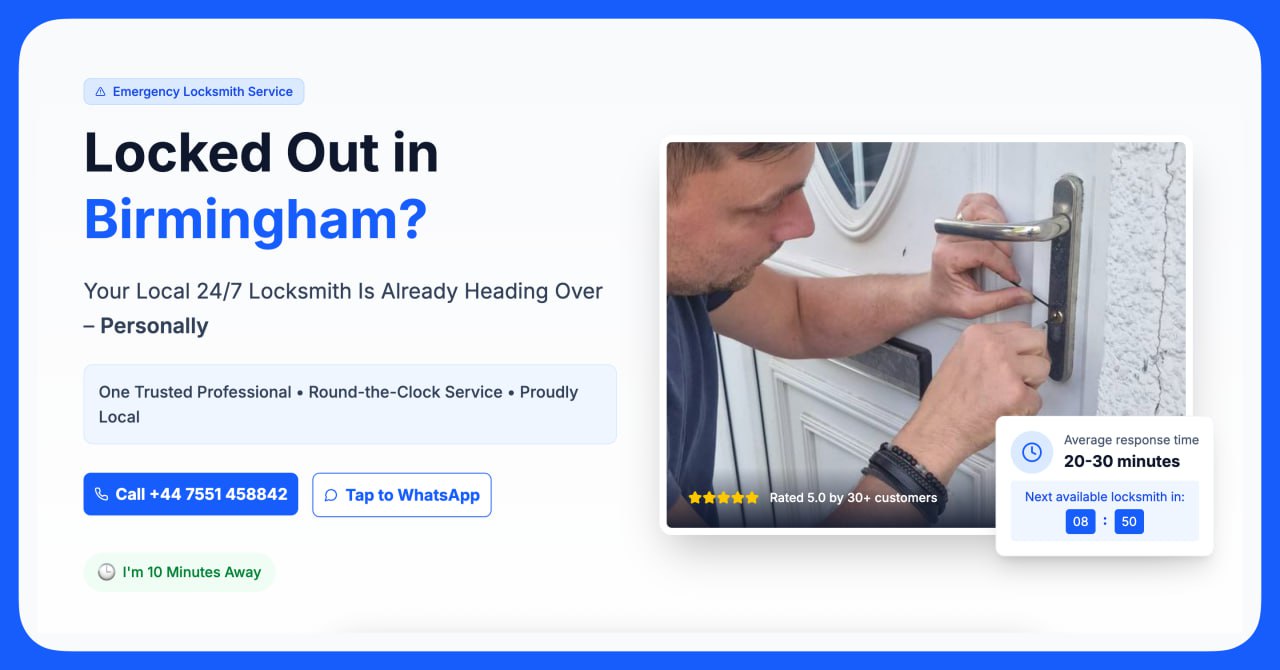 Emergency Locksmith Service
Locked Out in
Birmingham?
Your Local 24/7 Locksmith Is Already Heading Over
– Personally
One Trusted Professional • Round-the-Clock Service • Proudly
Local
Call +44 7551 458842
Tap to WhatsApp
I'm 10 Minutes Away
Rated 5.0 by 30+ customers
Average response time
20-30 minutes
Next available locksmith in:
08 : 50